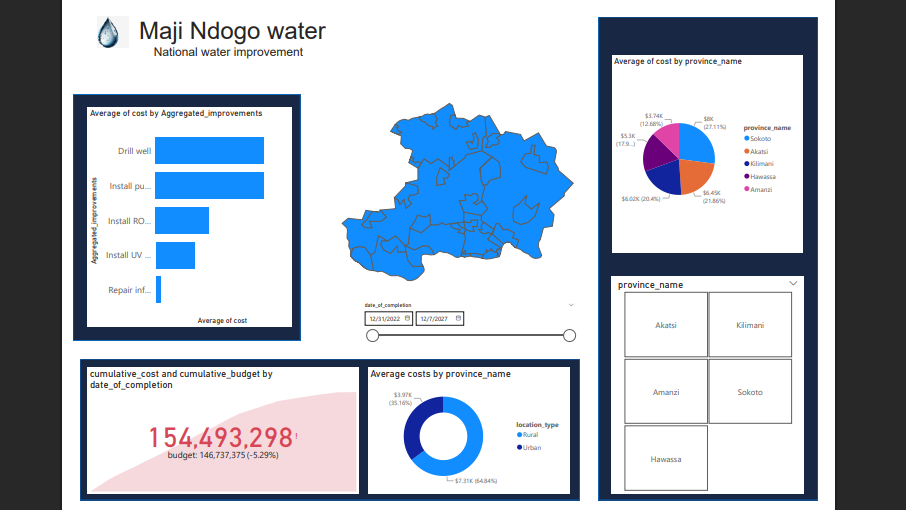 Maji Ndogo water
National water improvement
Average of cost by Aggregated_improvements
Aggregated_improvements
Drill well
Install pu...
Install RO...
Install UV ...
Repair inf...
Average of cost
date_of_completion
12/31/2022
12/7/2027
Average of cost by province_name
$3.74K
(12.68%)
$8K
(27.11%)
$5.3K
(17.9...)
$6.02K (20.4%)
$6.45K
(21.86%)
province_name
Sokoto
Akatsi
Kilimani
Hawassa
Amanzi
province_name
Akatsi
Kilimani
Amanzi
Sokoto
Hawassa
cumulative_cost and cumulative_budget by
date_of_completion
154,493,298!
budget: 146,737,375 (-5.29%)
Average costs by province_name
$3.97K
(35.16%)
$7.31K (64.84%)
location_type
Rural
Urban